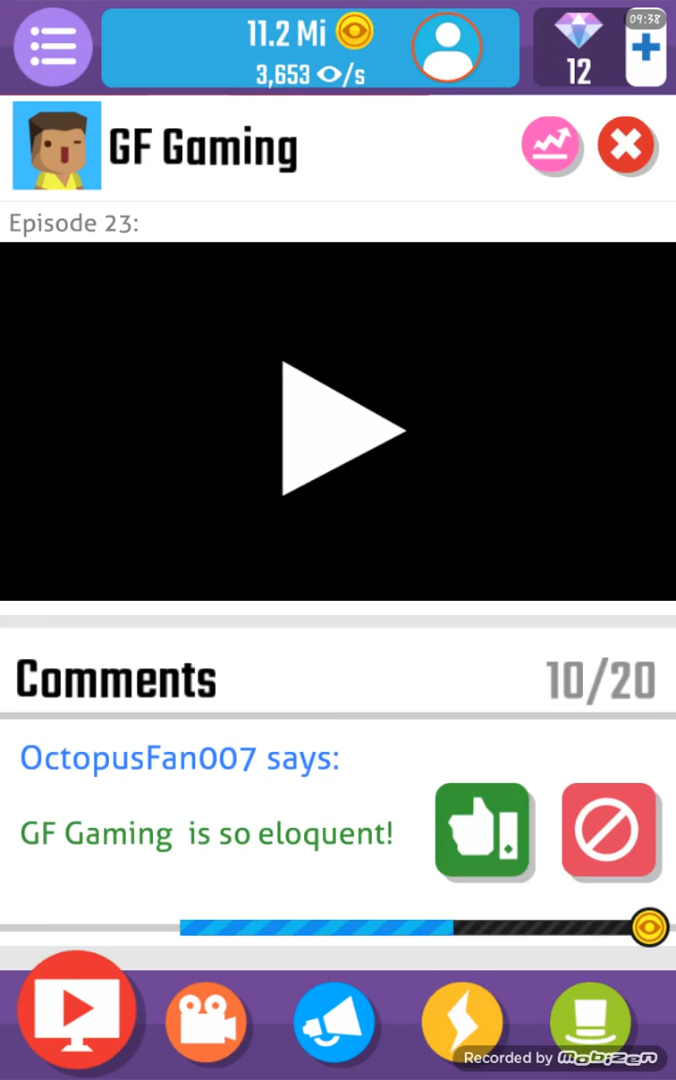 11.2 Mi
3,653 /s
12
09:38
GF Gaming
Episode 23:
Comments
10/20
OctopusFan007 says:
GF Gaming is so eloquent!
Recorded by mobizen